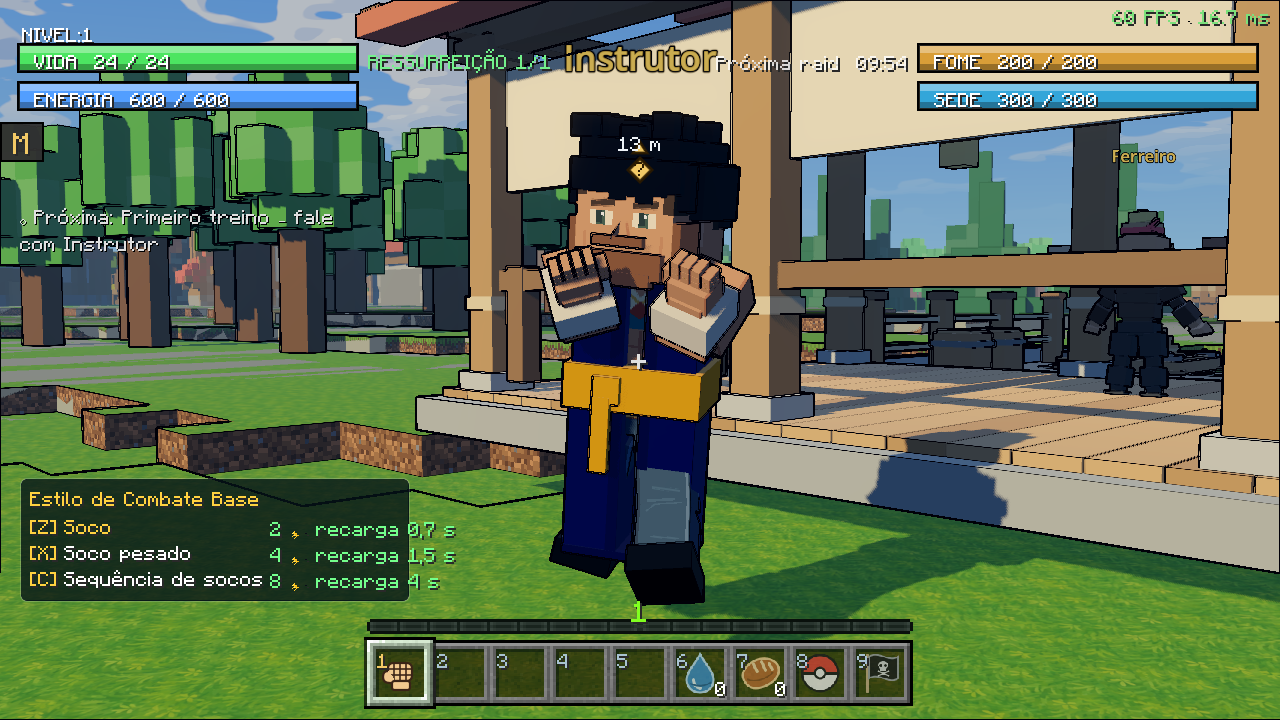 60 FPS · 16.7 ms
NIVEL:1
VIDA 24 / 24
RESSURREIÇÃO 1/1
Instrutor
Próxima raid 09:54
FOME 200 / 200
ENERGIA 600 / 600
SEDE 300 / 300
M
13 m
?
Ferreiro
Próxima: Primeiro treino - fale
com Instrutor
Estilo de Combate Base
[Z] Soco 2 recarga 0,7 s
[X] Soco pesado 4 recarga 1,5 s
[C] Sequência de socos 8 recarga 4 s
1
1 2 3 4 5 6 7 8 9
0 0